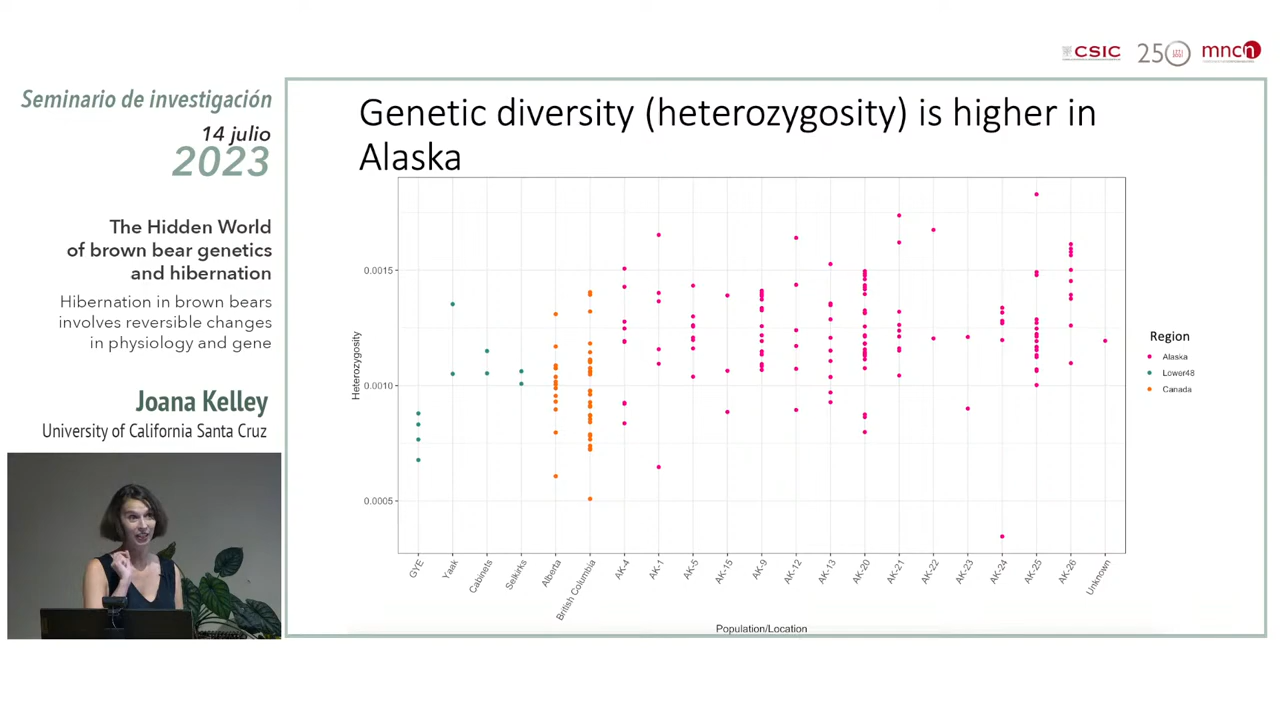 CSIC
250
mncn
Seminario de investigación
14 julio
2023
The Hidden World
of brown bear genetics
and hibernation
Hibernation in brown bears
involves reversible changes
in physiology and gene
Joana Kelley
University of California Santa Cruz
Genetic diversity (heterozygosity) is higher in
Alaska
Heterozygosity
0.0015
0.0010
0.0005
GYE
Yaak
Cabinets
Selkirks
Alberta
British Columbia
AK-4
AK-1
AK-5
AK-15
AK-9
AK-12
AK-13
AK-20
AK-21
AK-22
AK-23
AK-24
AK-25
AK-26
Unknown
Population/Location
Region
Alaska
Lower48
Canada